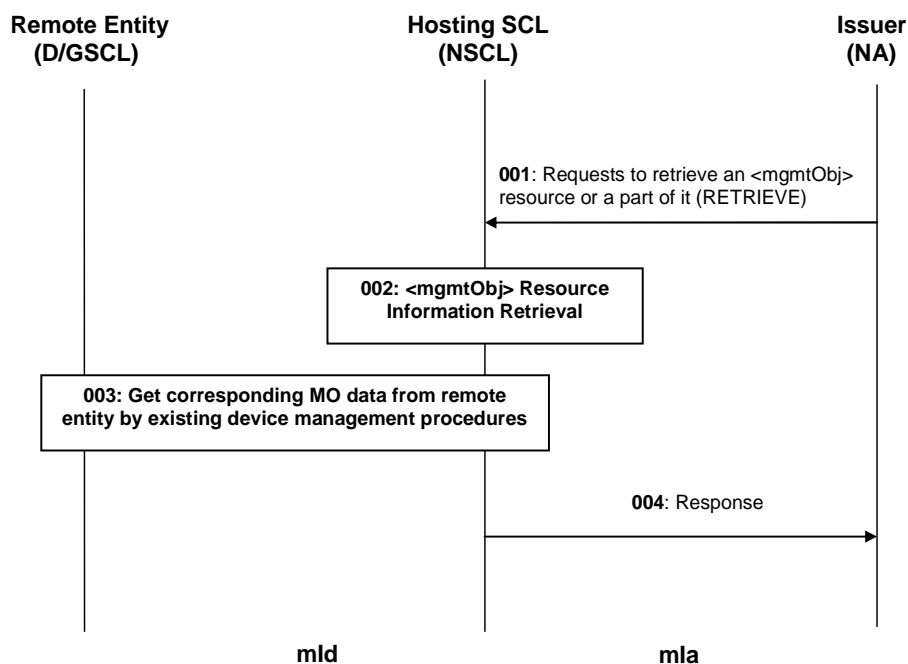 Remote Entity
(D/GSCL)
Hosting SCL
(NSCL)
Issuer
(NA)
001: Requests to retrieve an <mgmtObj>
resource or a part of it (RETRIEVE)
002: <mgmtObj> Resource
Information Retrieval
003: Get corresponding MO data from remote
entity by existing device management procedures
004: Response
mId
mIa